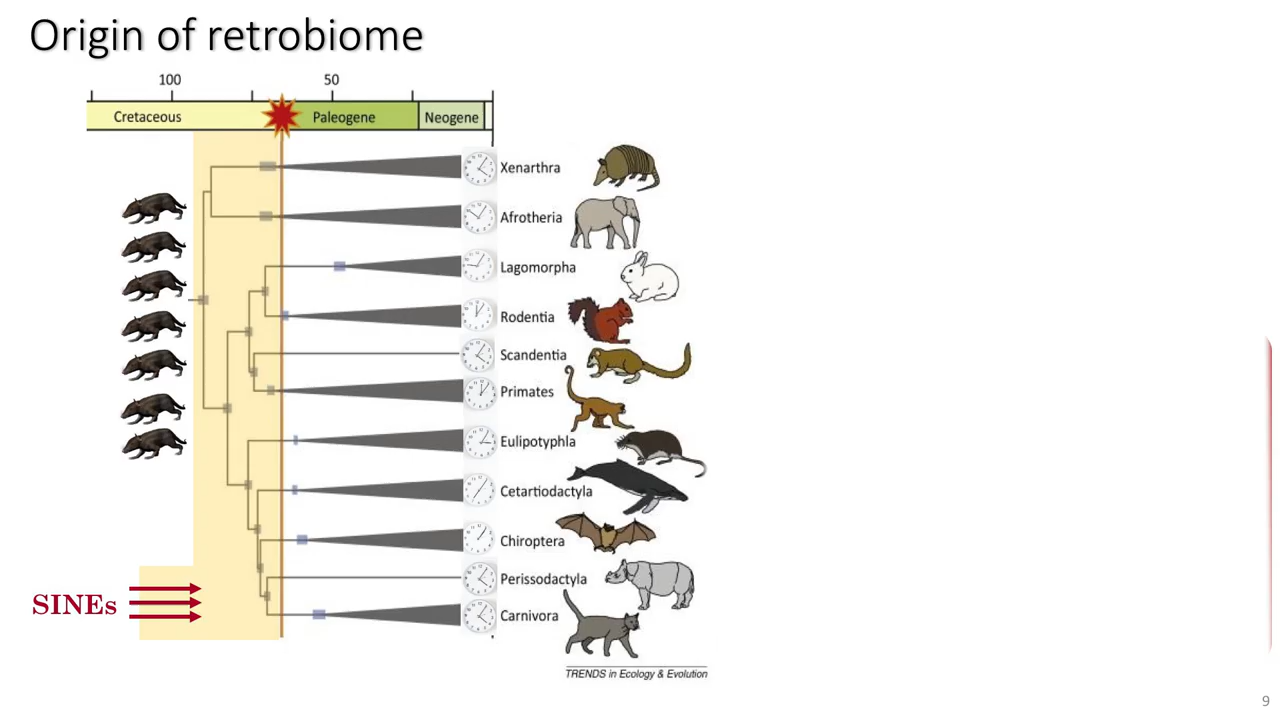 Origin of retrobiome
100 50
Cretaceous Paleogene Neogene
Xenarthra
Afrotheria
Lagomorpha
Rodentia
Scandentia
Primates
Eulipotyphla
Cetartiodactyla
Chiroptera
Perissodactyla
SINEs
Carnivora
TRENDS in Ecology & Evolution
9